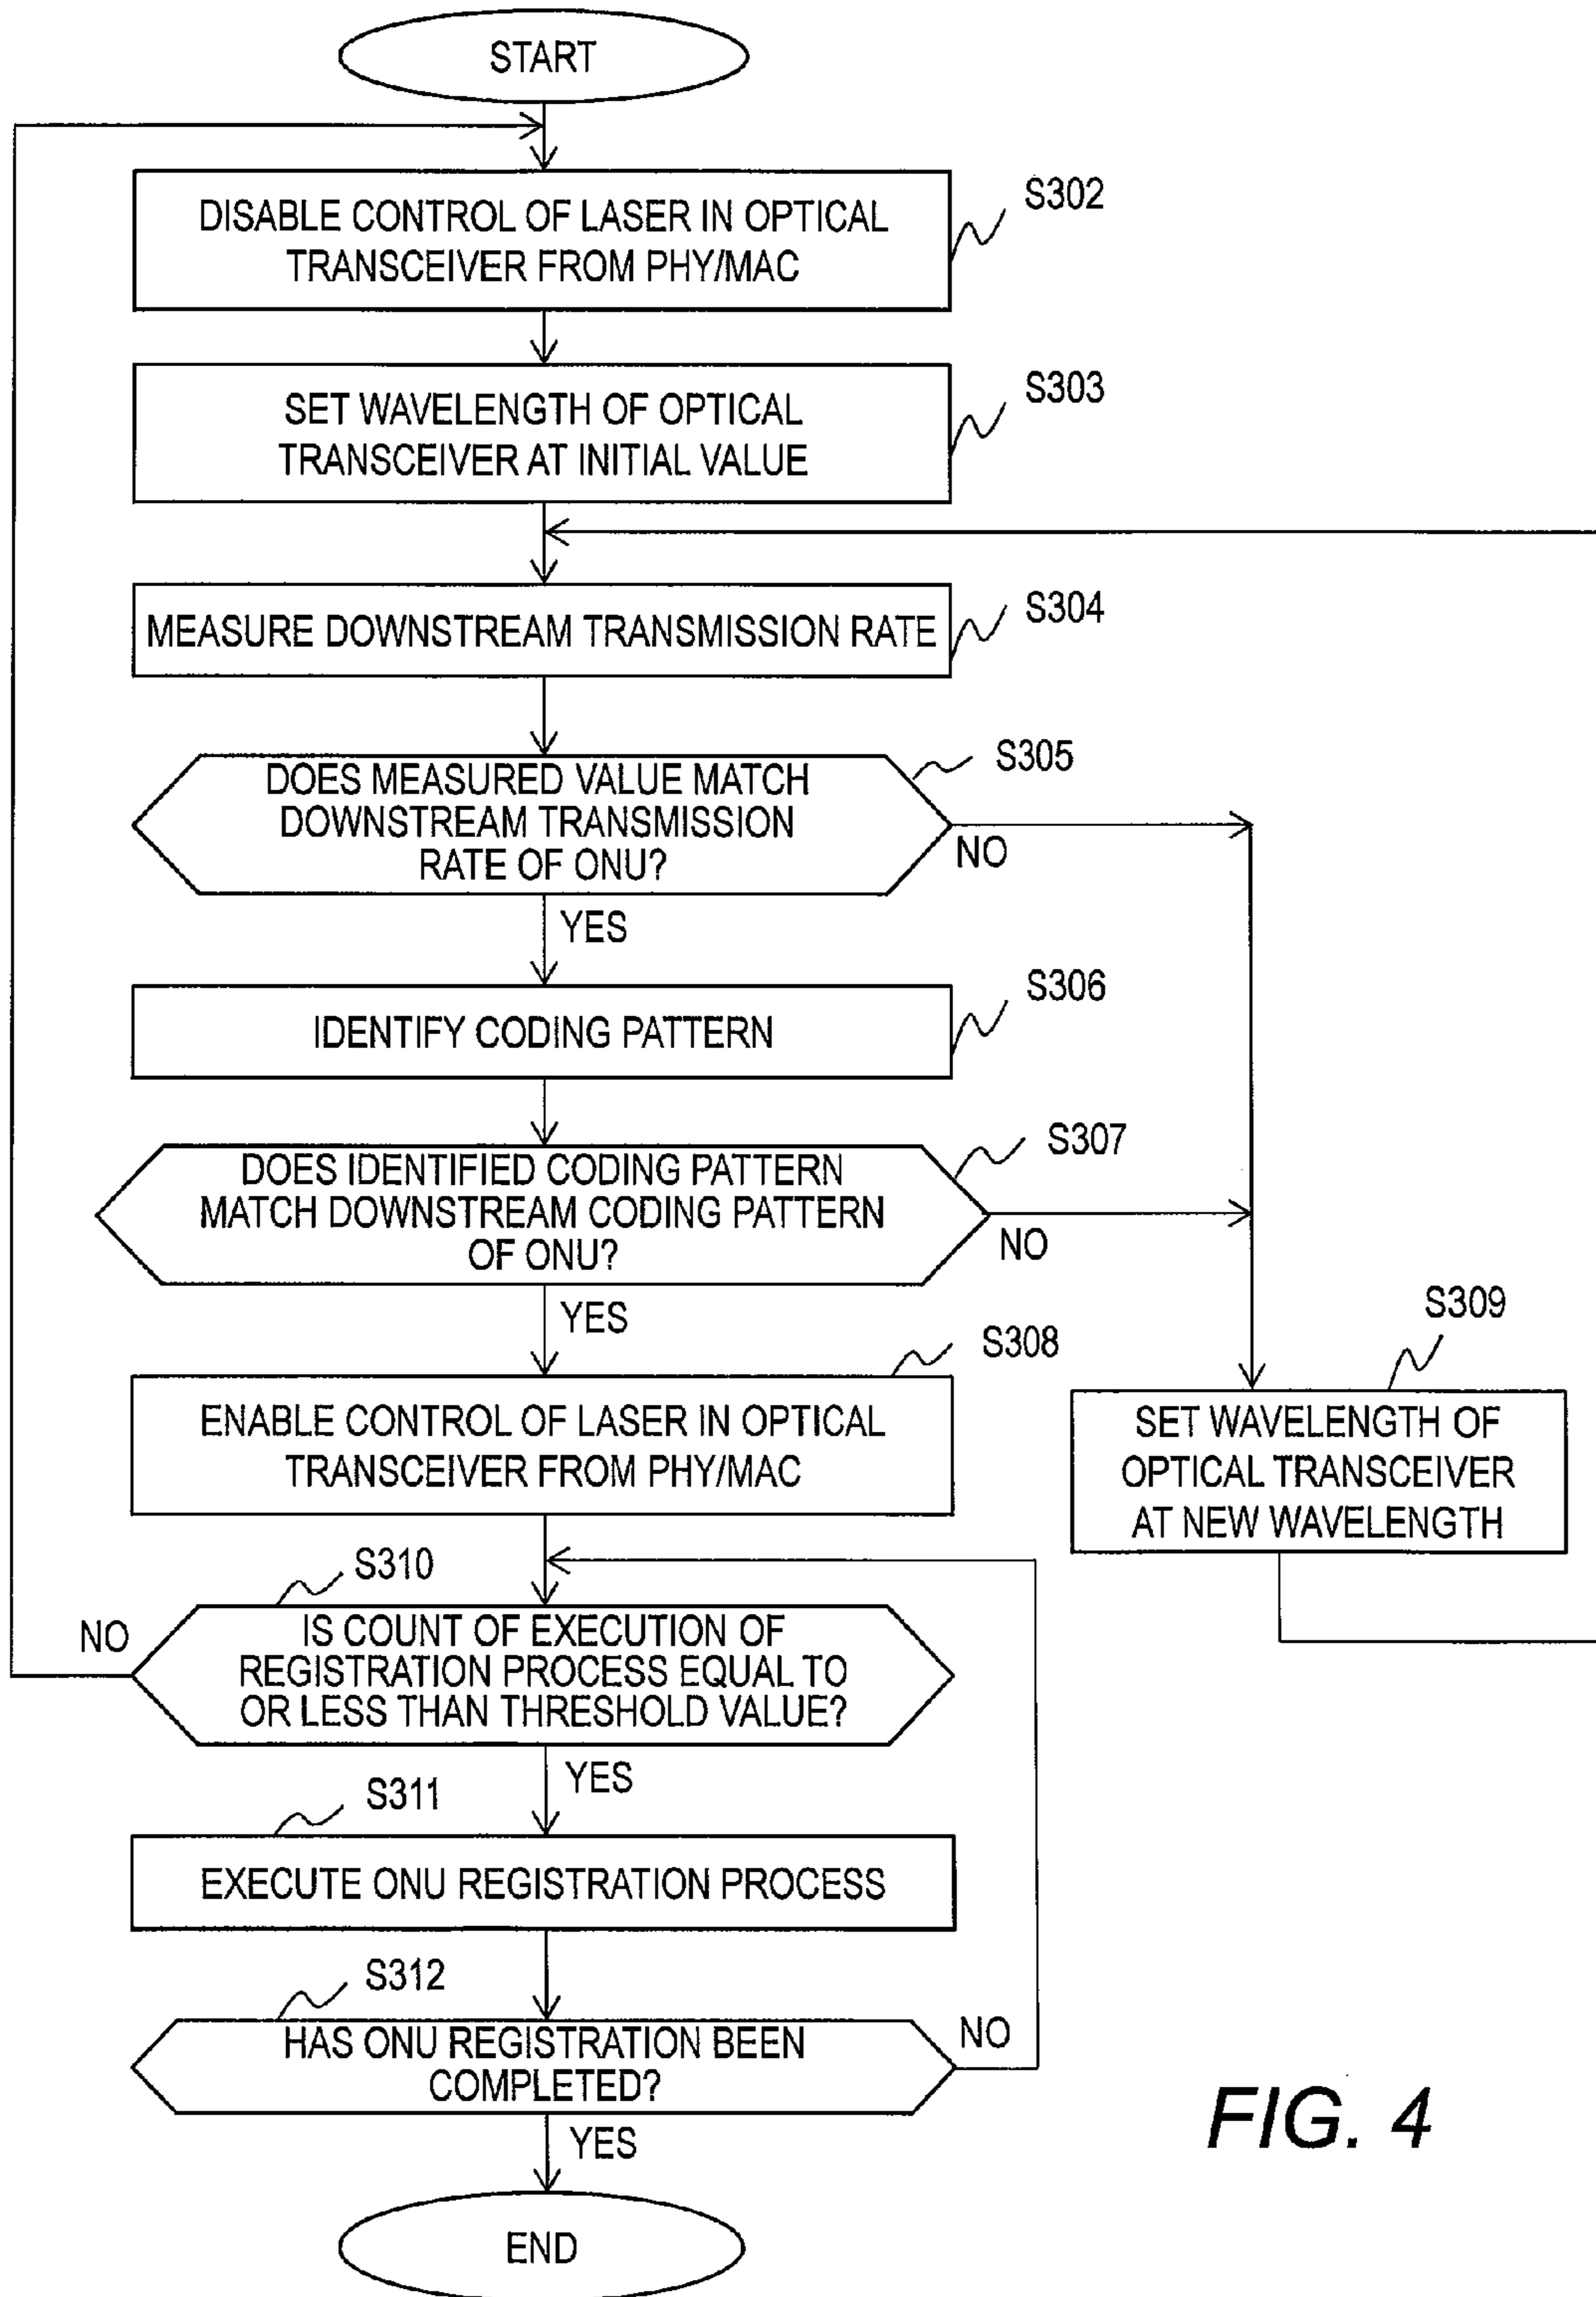 START
DISABLE CONTROL OF LASER IN OPTICAL
TRANSCEIVER FROM PHY/MAC
S302
SET WAVELENGTH OF OPTICAL
TRANSCEIVER AT INITIAL VALUE
S303
MEASURE DOWNSTREAM TRANSMISSION RATE
S304
DOES MEASURED VALUE MATCH
DOWNSTREAM TRANSMISSION
RATE OF ONU?
S305
NO
YES
IDENTIFY CODING PATTERN
S306
DOES IDENTIFIED CODING PATTERN
MATCH DOWNSTREAM CODING PATTERN
OF ONU?
S307
NO
YES
ENABLE CONTROL OF LASER IN OPTICAL
TRANSCEIVER FROM PHY/MAC
S308
S309
SET WAVELENGTH OF
OPTICAL TRANSCEIVER
AT NEW WAVELENGTH
S310
IS COUNT OF EXECUTION OF
REGISTRATION PROCESS EQUAL TO
OR LESS THAN THRESHOLD VALUE?
NO
YES
S311
EXECUTE ONU REGISTRATION PROCESS
S312
HAS ONU REGISTRATION BEEN
COMPLETED?
NO
YES
END
FIG. 4